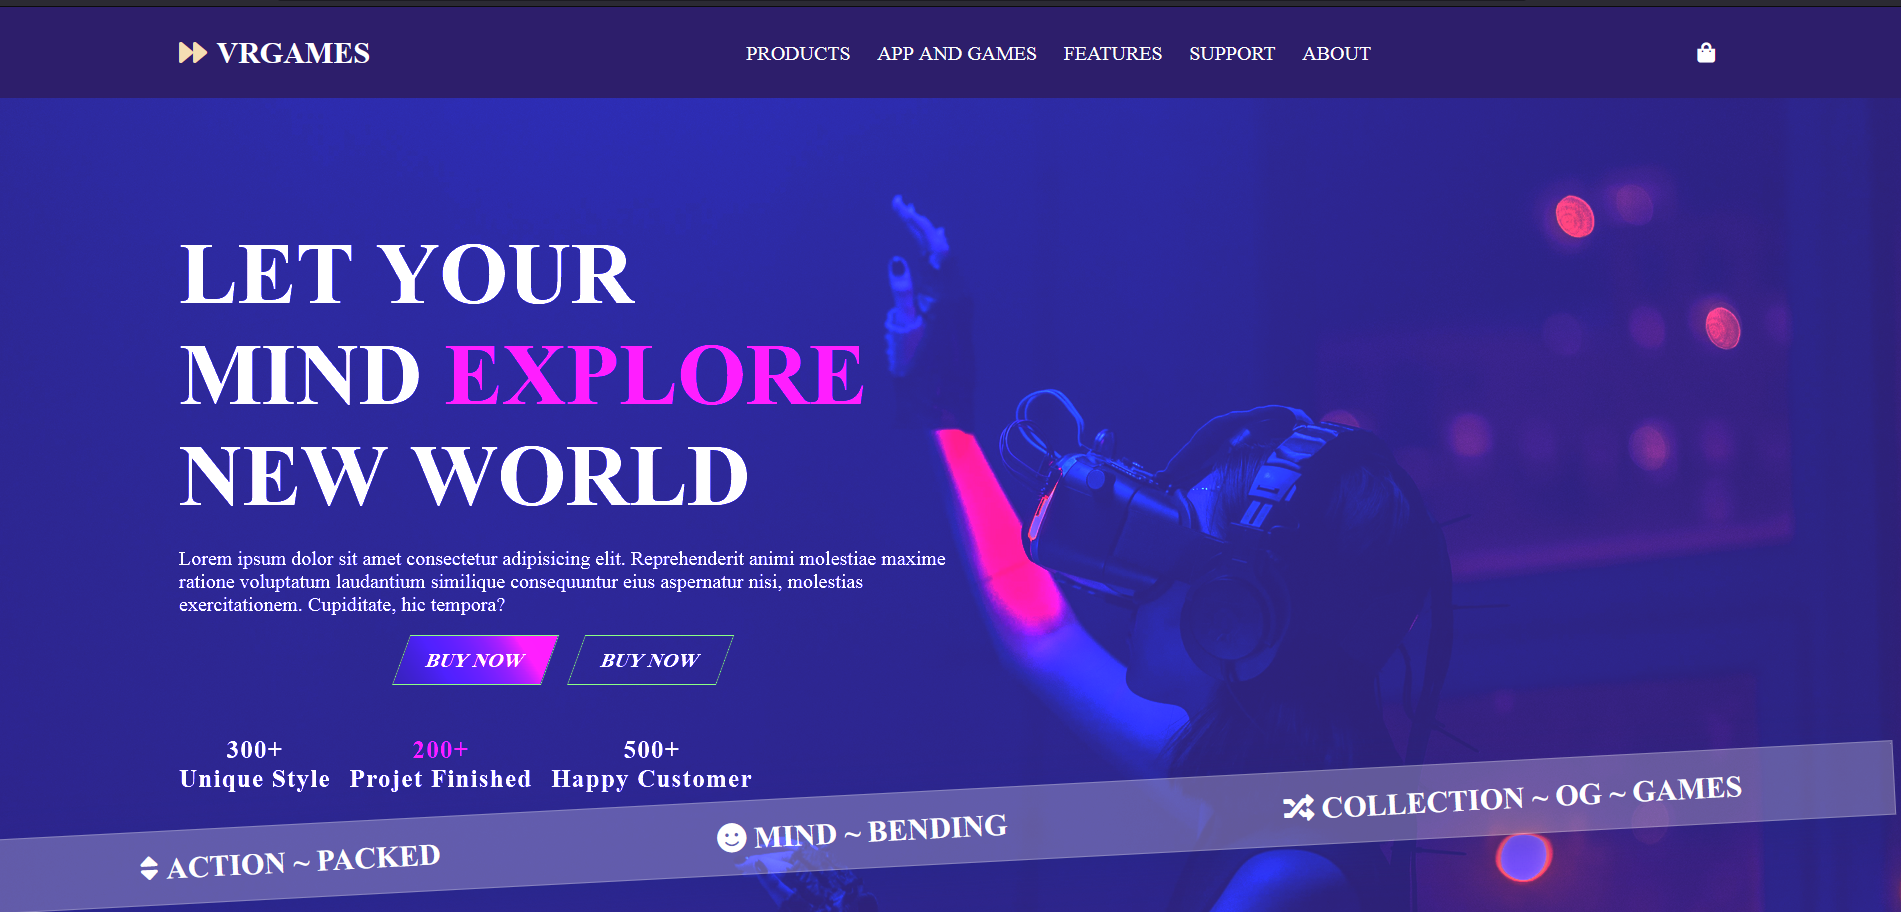 VRGAMES
PRODUCTS APP AND GAMES FEATURES SUPPORT ABOUT
LET YOUR
MIND EXPLORE
NEW WORLD
Lorem ipsum dolor sit amet consectetur adipisicing elit. Reprehenderit animi molestiae maxime
ratione voluptatum laudantium similique consequuntur eius aspernatur nisi, molestias
exercitationem. Cupiditate, hic tempora?
BUY NOW BUY NOW
300+ 200+ 500+
Unique Style Projet Finished Happy Customer
ACTION ~ PACKED MIND ~ BENDING COLLECTION ~ OG ~ GAMES